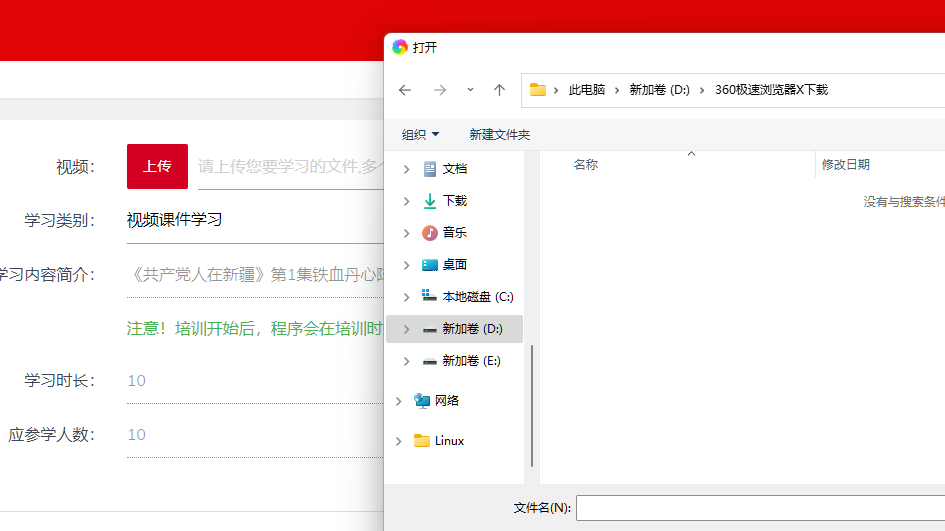 打开
此电脑 › 新加卷 (D:) › 360极速浏览器X下载
组织 新建文件夹
名称 修改日期
没有与搜索条件
文档
下载
音乐
桌面
本地磁盘 (C:)
新加卷 (D:)
新加卷 (E:)
网络
Linux
文件名(N):
视频： 上传 请上传您要学习的文件,多个
学习类别： 视频课件学习
学习内容简介： 《共产党人在新疆》第1集铁血丹心
注意！培训开始后，程序会在培训时
学习时长： 10
应参学人数： 10